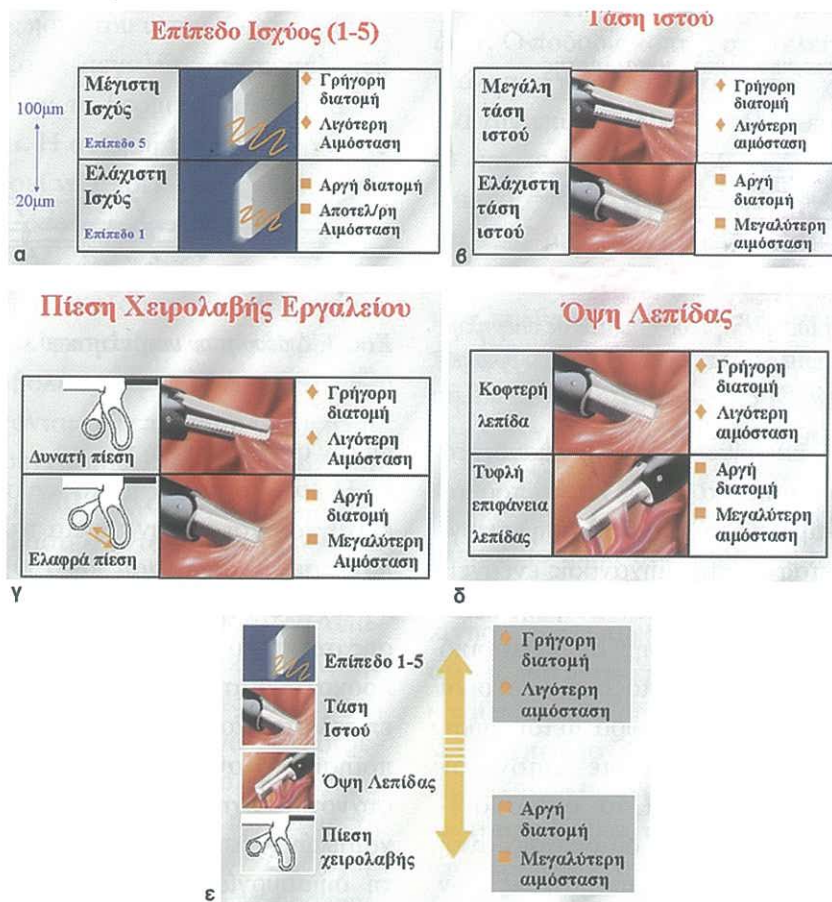 Επίπεδο Ισχύος (1-5)
100μm
20μm
Μέγιστη
Ισχύς
Επίπεδο 5
Γρήγορη
διατομή
Λιγότερη
Αιμόσταση
Ελάχιστη
Ισχύς
Επίπεδο 1
Αργή διατομή
Αποτελ/ρη
Αιμόσταση
α
Τάση ιστού
Μεγάλη
τάση
ιστού
Γρήγορη
διατομή
Λιγότερη
αιμόσταση
Ελάχιστη
τάση
ιστού
Αργή
διατομή
Μεγαλύτερη
αιμόσταση
β
Πίεση Χειρολαβής Εργαλείου
Δυνατή πίεση
Γρήγορη
διατομή
Λιγότερη
Αιμόσταση
Ελαφρά πίεση
Αργή
διατομή
Μεγαλύτερη
Αιμόσταση
γ
Όψη Λεπίδας
Κοφτερή
λεπίδα
Γρήγορη
διατομή
Λιγότερη
αιμόσταση
Τυφλή
επιφάνεια
λεπίδας
Αργή
διατομή
Μεγαλύτερη
αιμόσταση
δ
Επίπεδο 1-5
Τάση
Ιστού
Όψη Λεπίδας
Πίεση
χειρολαβής
Γρήγορη
διατομή
Λιγότερη
αιμόσταση
Αργή
διατομή
Μεγαλύτερη
αιμόσταση
ε